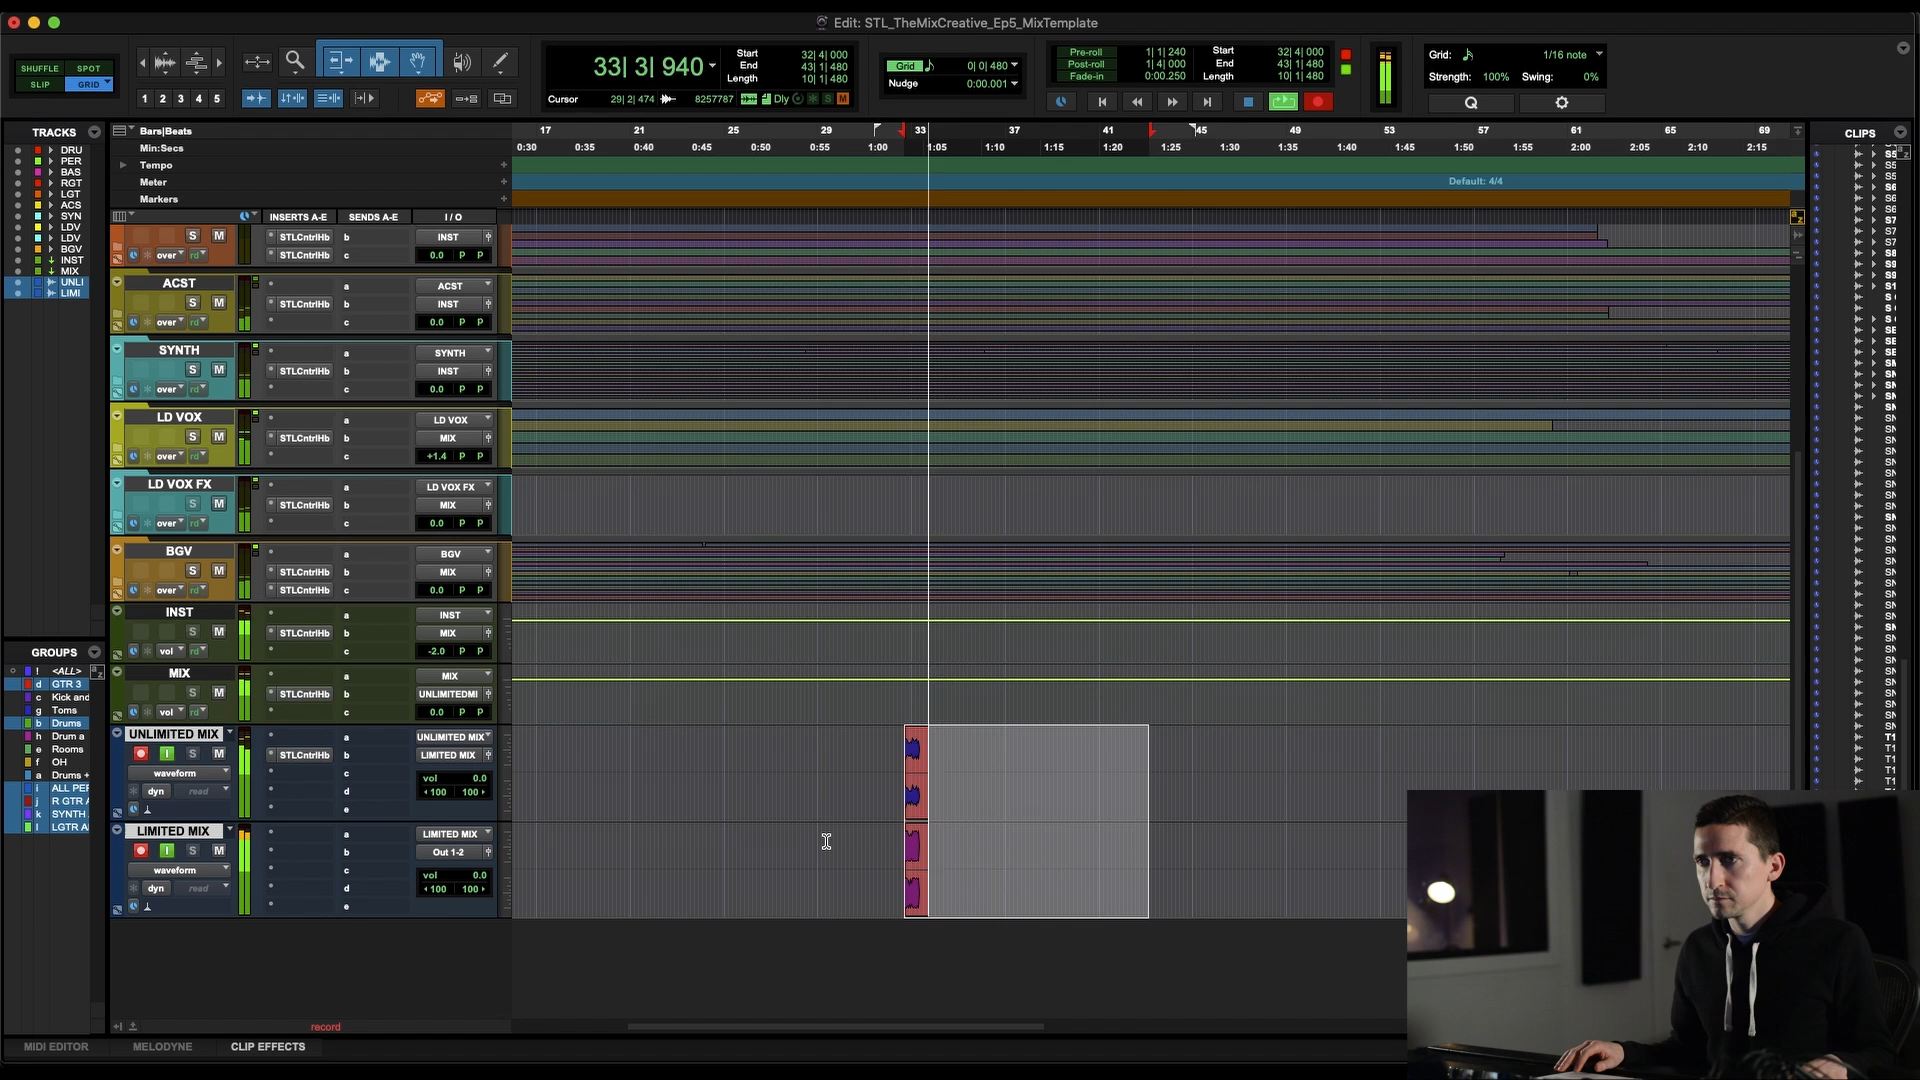 Edit: STL_TheMixCreative_Ep5_MixTemplate
SHUFFLE SPOT
SLIP GRID
1 2 3 4 5
33| 3| 940
Start 32| 4| 000
End 43| 1| 480
Length 10| 1| 480
Cursor 29| 2| 474 8257787 Dly S M
Grid 0| 0| 480
Nudge 0:00.001
Pre-roll 1| 1| 240
Post-roll 1| 4| 000
Fade-in 0:00.250
Start 32| 4| 000
End 43| 1| 480
Length 10| 1| 480
Grid: 1/16 note
Strength: 100% Swing: 0%
Q
TRACKS
DRU
PER
BAS
RGT
LGT
ACS
SYN
LDV
LDV
BGV
INST
MIX
UNLI
LIMI
GROUPS
! <ALL>
d GTR 3
c Kick and
g Toms
b Drums
h Drum a
e Rooms
f OH
a Drums +
i ALL PEF
j R GTR A
k SYNTH
l LGTR A
Bars|Beats 17 21 25 29 33 37 41 45 49 53 57 61 65 69
Min:Secs 0:30 0:35 0:40 0:45 0:50 0:55 1:00 1:05 1:10 1:15 1:20 1:25 1:30 1:35 1:40 1:45 1:50 1:55 2:00 2:05 2:10 2:15
Tempo
Meter Default: 4/4
Markers
INSERTS A-E SENDS A-E I / O
S M STLCntrlHb b INST
over rd STLCntrlHb c 0.0 P P
ACST a ACST
S M STLCntrlHb b INST
over rd c 0.0 P P
SYNTH a SYNTH
S M STLCntrlHb b INST
over rd c 0.0 P P
LD VOX a LD VOX
S M STLCntrlHb b MIX
over rd c +1.4 P P
LD VOX FX a LD VOX FX
S M STLCntrlHb b MIX
over rd c 0.0 P P
BGV a BGV
S M STLCntrlHb b MIX
over rd STLCntrlHb c 0.0 P P
INST a INST
S M STLCntrlHb b MIX
vol rd c -2.0 P P
MIX a MIX
S M STLCntrlHb b UNLIMITEDMI
vol rd c 0.0 P P
UNLIMITED MIX a UNLIMITED MIX
I S M STLCntrlHb b LIMITED MIX
waveform c vol 0.0
dyn read d 100 100
e
LIMITED MIX a LIMITED MIX
I S M b Out 1-2
waveform c vol 0.0
dyn read d 100 100
e
record
MIDI EDITOR MELODYNE CLIP EFFECTS
CLIPS